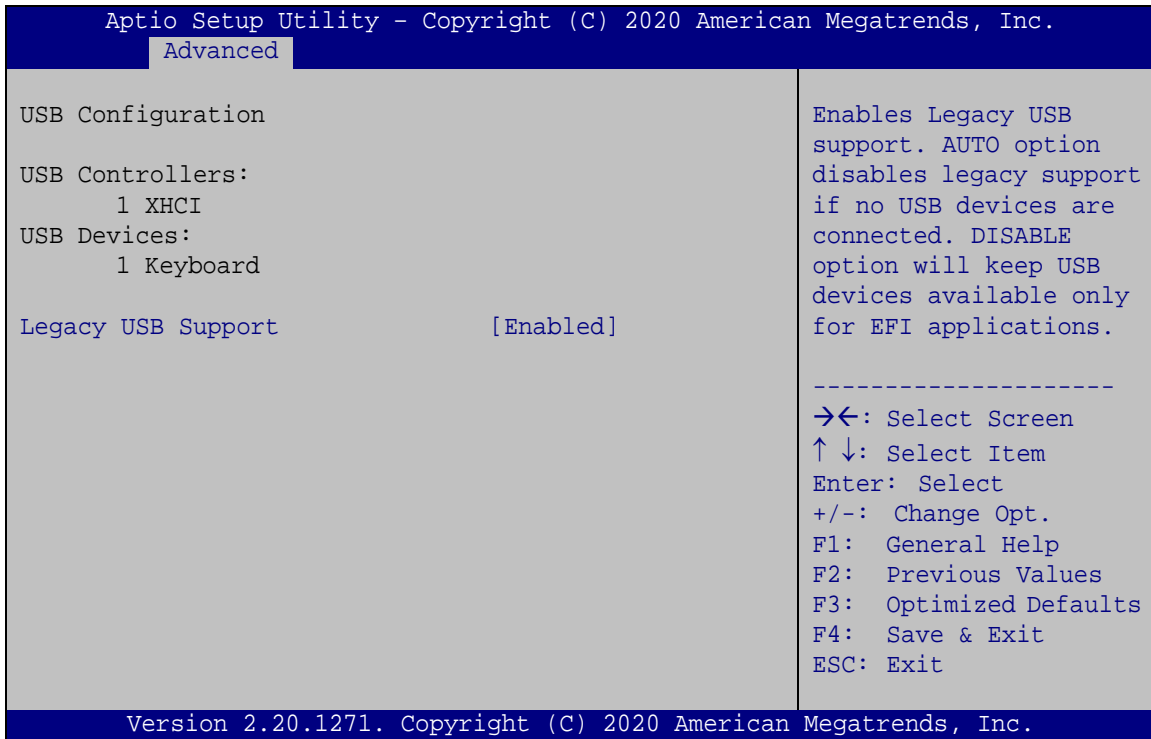 Aptio Setup Utility – Copyright (C) 2020 American Megatrends, Inc.
Advanced
USB Configuration
USB Controllers:
1 XHCI
USB Devices:
1 Keyboard
Legacy USB Support [Enabled]
Enables Legacy USB
support. AUTO option
disables legacy support
if no USB devices are
connected. DISABLE
option will keep USB
devices available only
for EFI applications.
---------------------
→←: Select Screen
↑ ↓: Select Item
Enter: Select
+/-: Change Opt.
F1: General Help
F2: Previous Values
F3: Optimized Defaults
F4: Save & Exit
ESC: Exit
Version 2.20.1271. Copyright (C) 2020 American Megatrends, Inc.